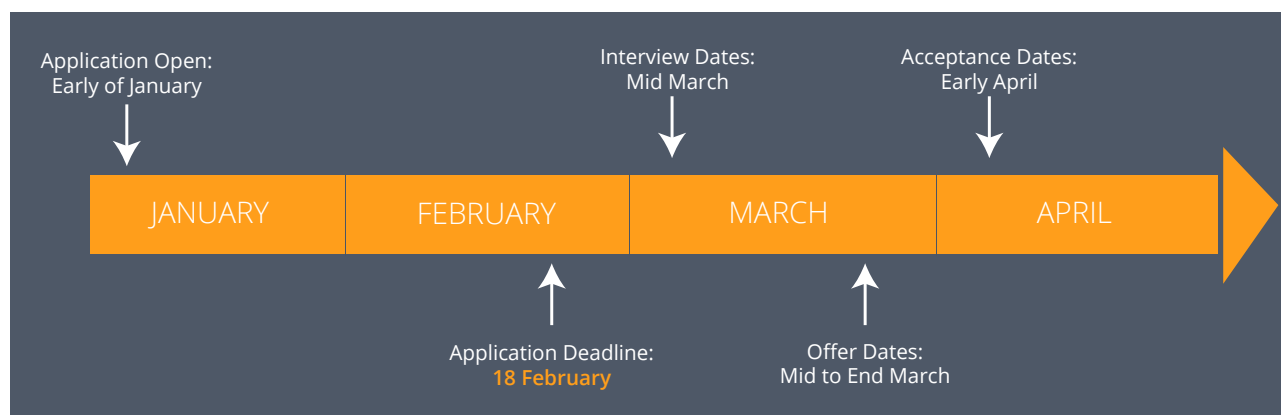 Application Open:
Early of January
Interview Dates:
Mid March
Acceptance Dates:
Early April
JANUARY
FEBRUARY
MARCH
APRIL
Application Deadline:
18 February
Offer Dates:
Mid to End March